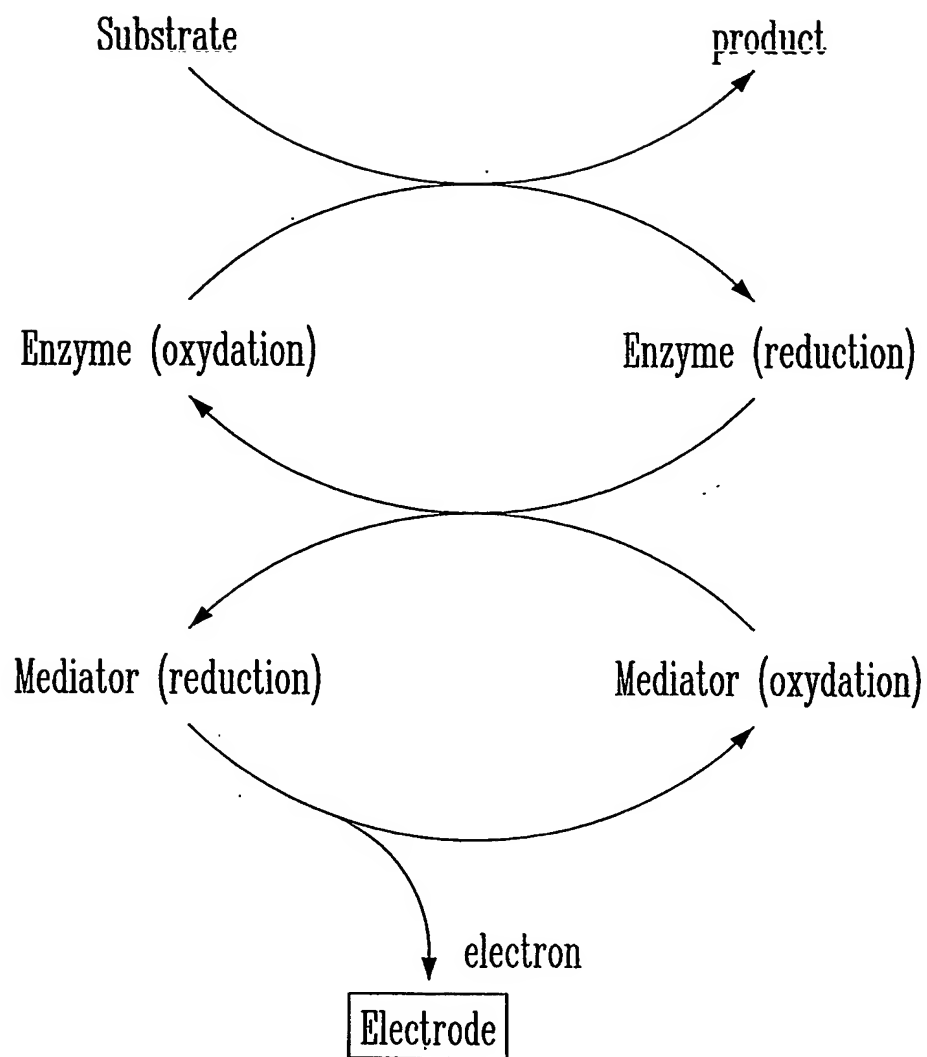 Substrate
product
Enzyme (oxydation)
Enzyme (reduction)
Mediator (reduction)
Mediator (oxydation)
electron
Electrode